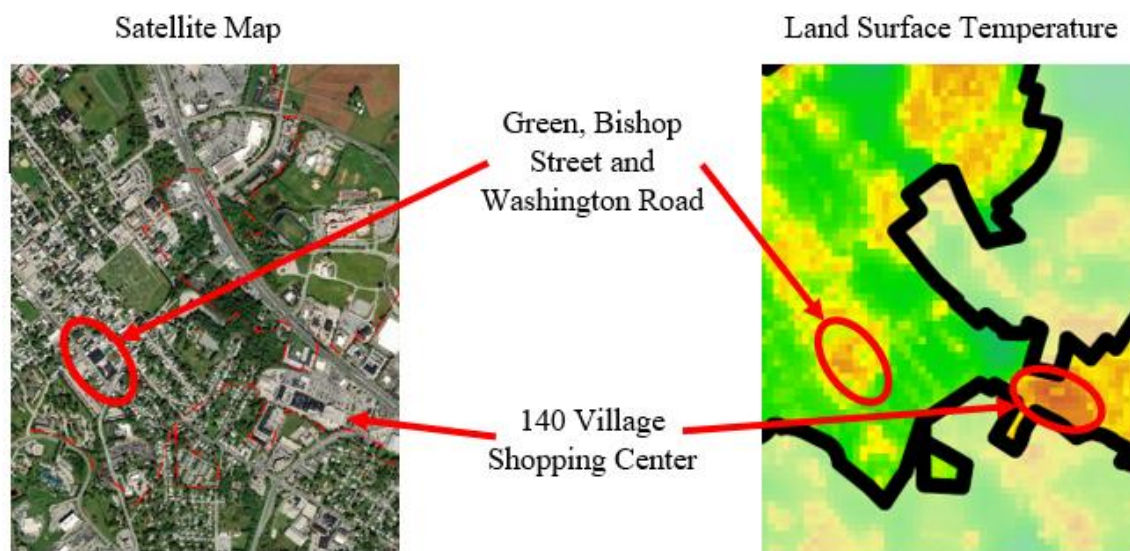 Satellite Map
Land Surface Temperature
Green, Bishop
Street and
Washington Road
140 Village
Shopping Center